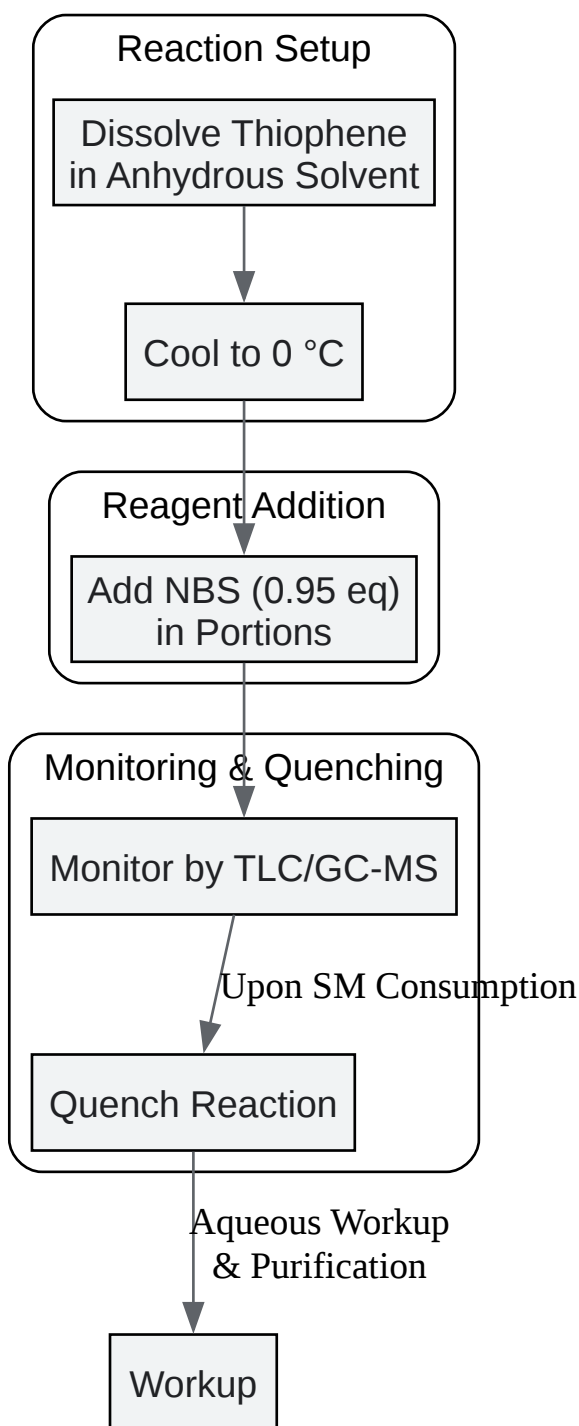 Reaction Setup
Dissolve Thiophene
in Anhydrous Solvent
Cool to 0 °C
Reagent Addition
Add NBS (0.95 eq)
in Portions
Monitoring & Quenching
Monitor by TLC/GC-MS
Upon SM Consumption
Quench Reaction
Aqueous Workup
& Purification
Workup